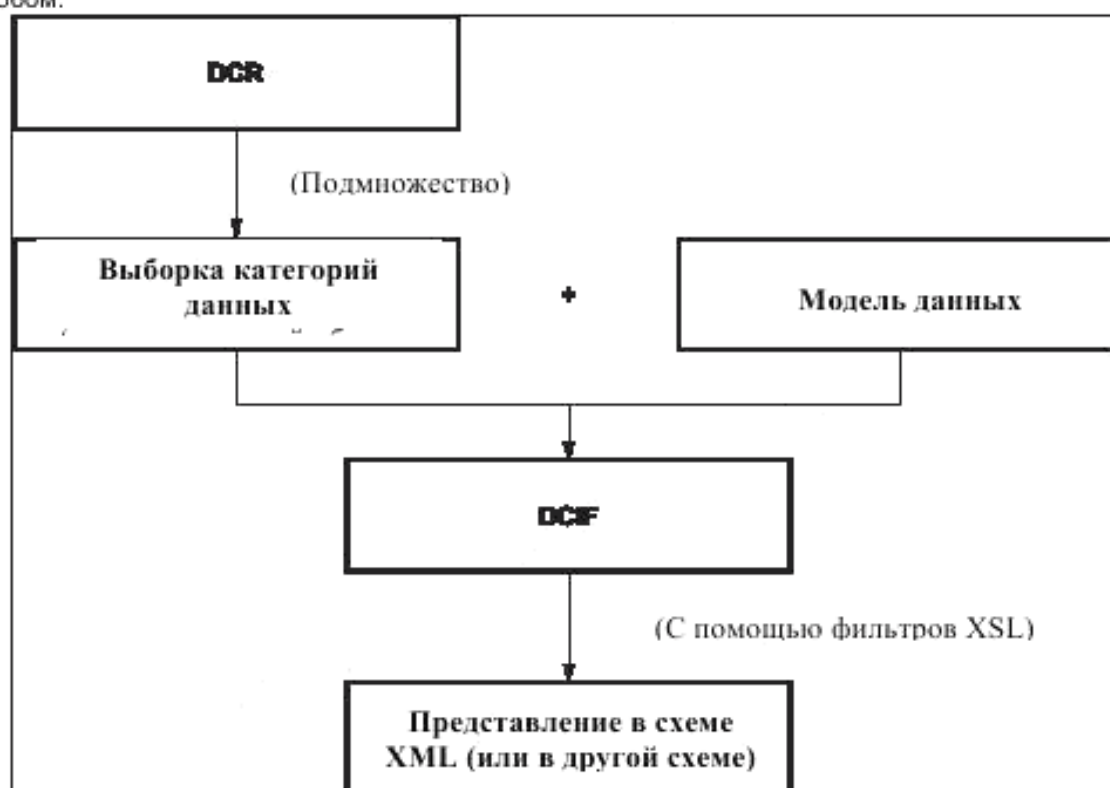 DCR
(Подмножество)
Выборка категорий
данных
+
Модель данных
DCIF
(С помощью фильтров XSL)
Представление в схеме
XML (или в другой схеме)